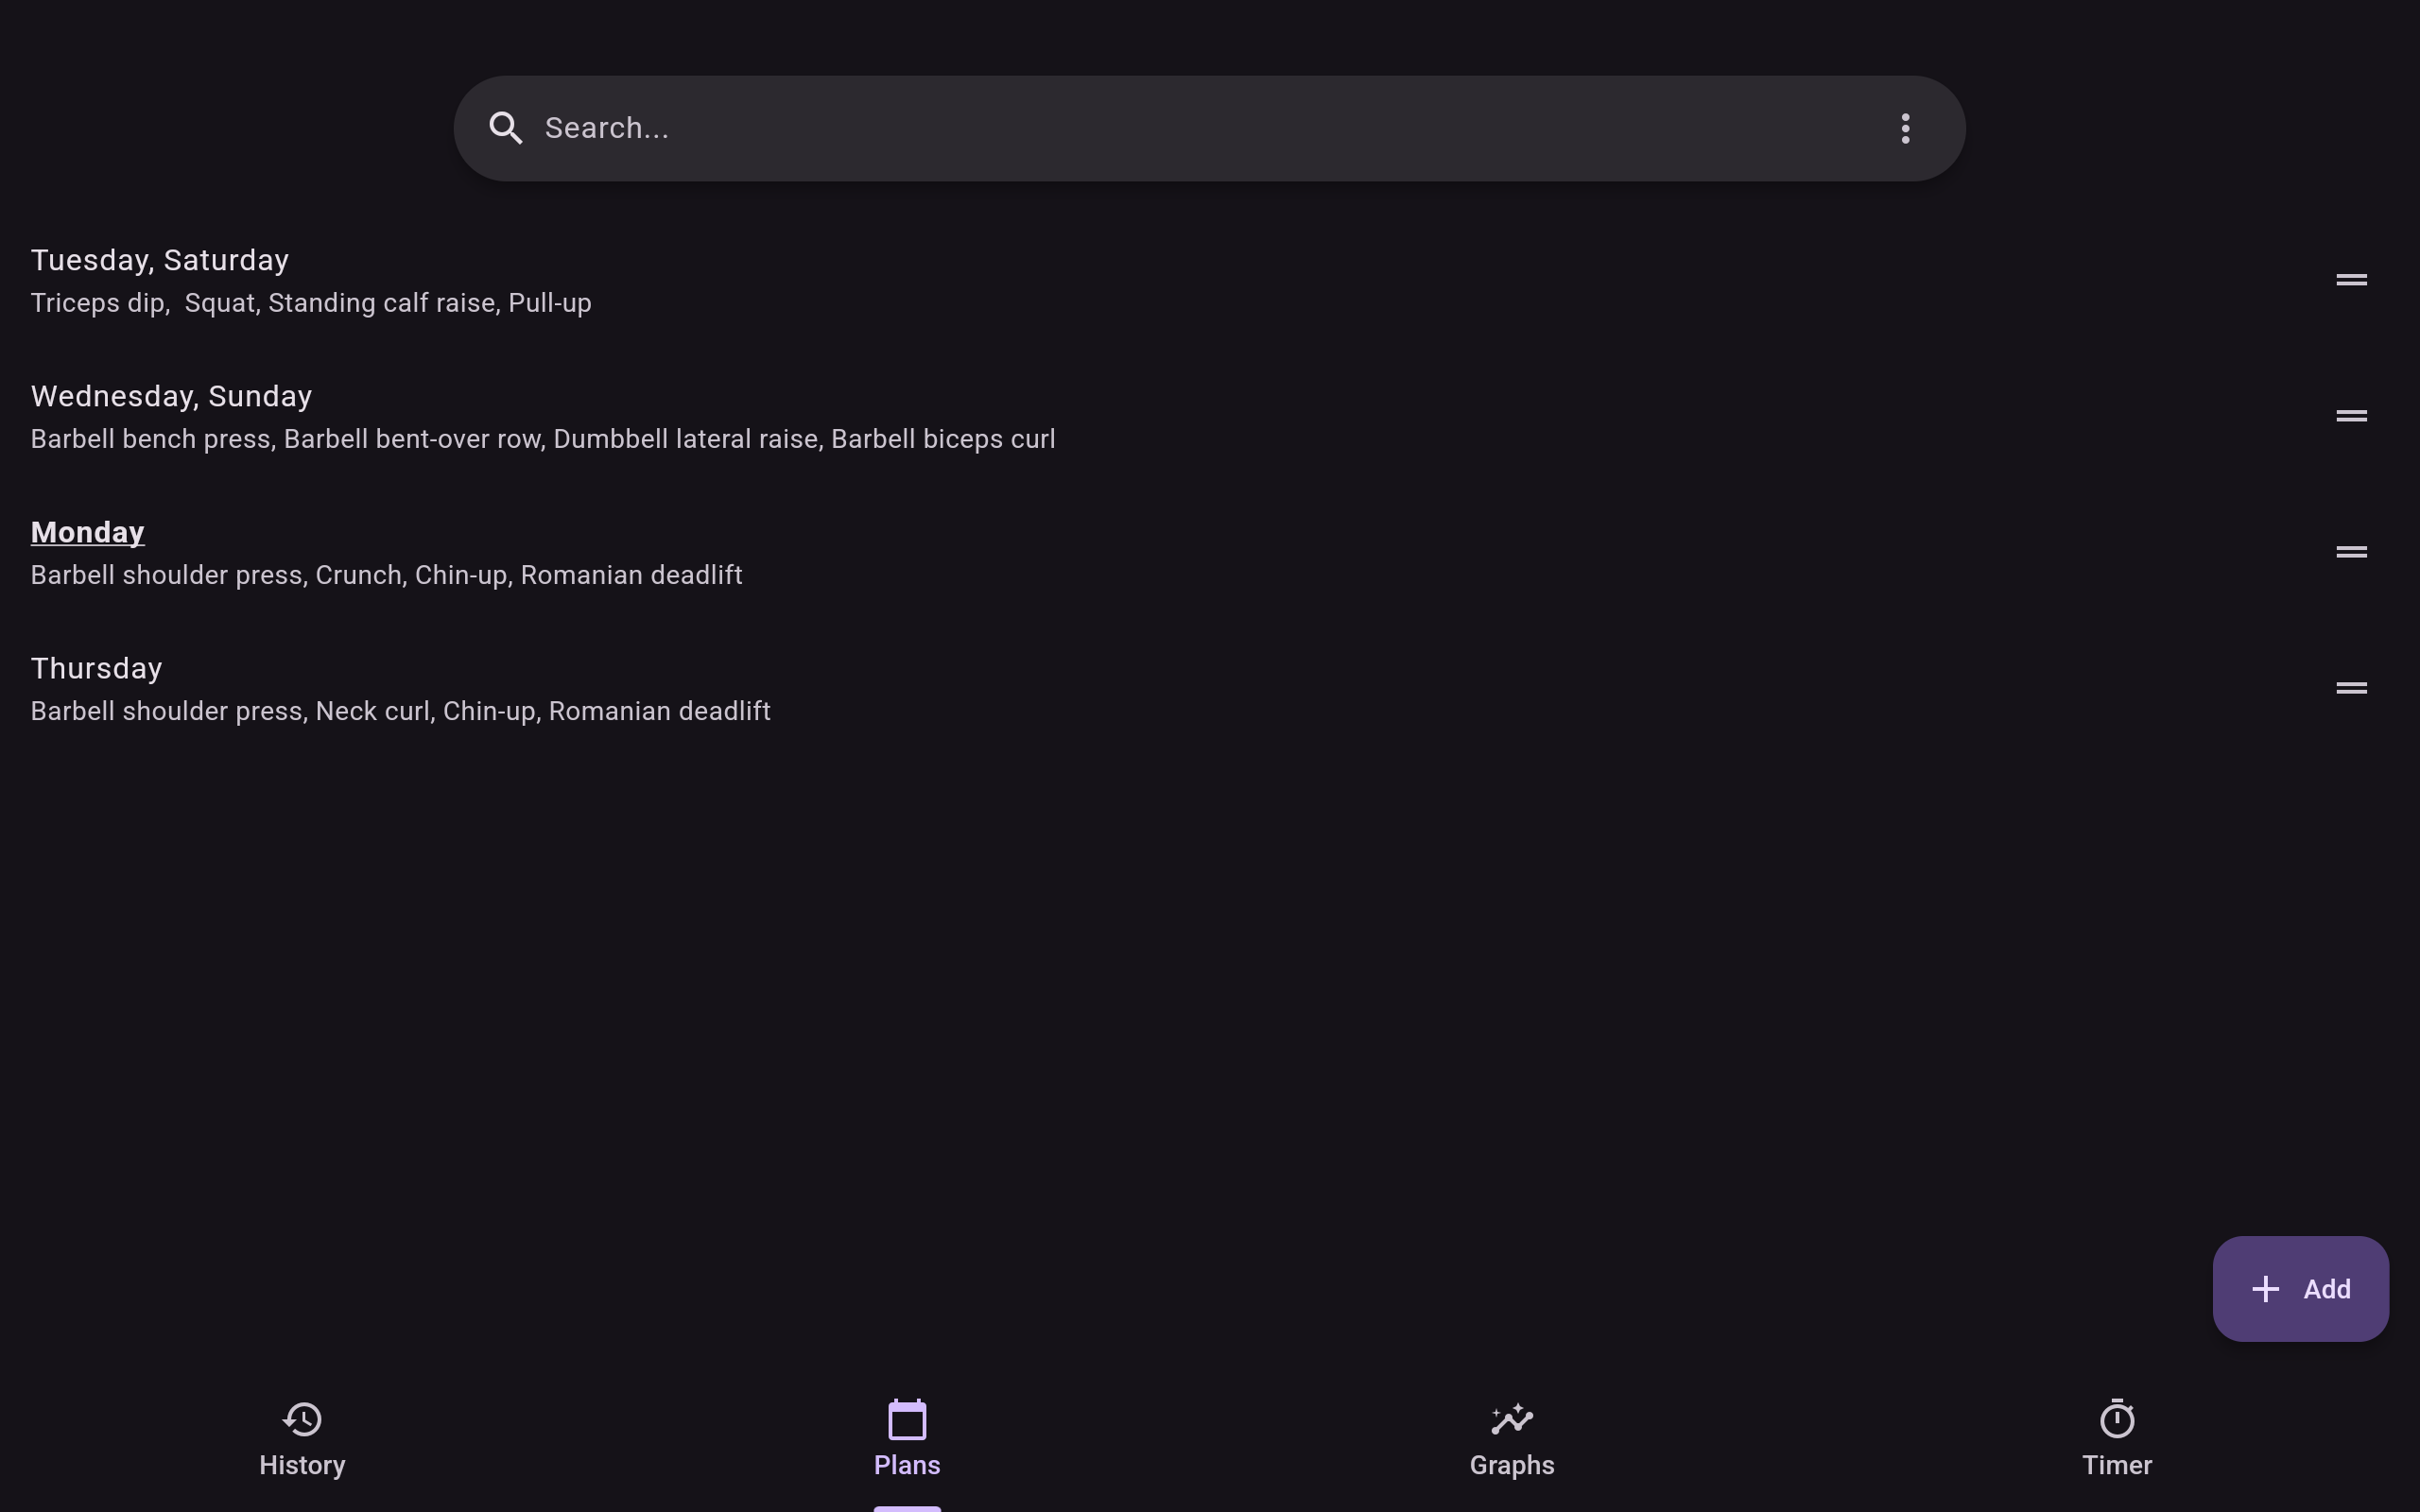 Search...
Tuesday, Saturday
Triceps dip,  Squat, Standing calf raise, Pull-up
Wednesday, Sunday
Barbell bench press, Barbell bent-over row, Dumbbell lateral raise, Barbell biceps curl
Monday
Barbell shoulder press, Crunch, Chin-up, Romanian deadlift
Thursday
Barbell shoulder press, Neck curl, Chin-up, Romanian deadlift
Add
History
Plans
Graphs
Timer